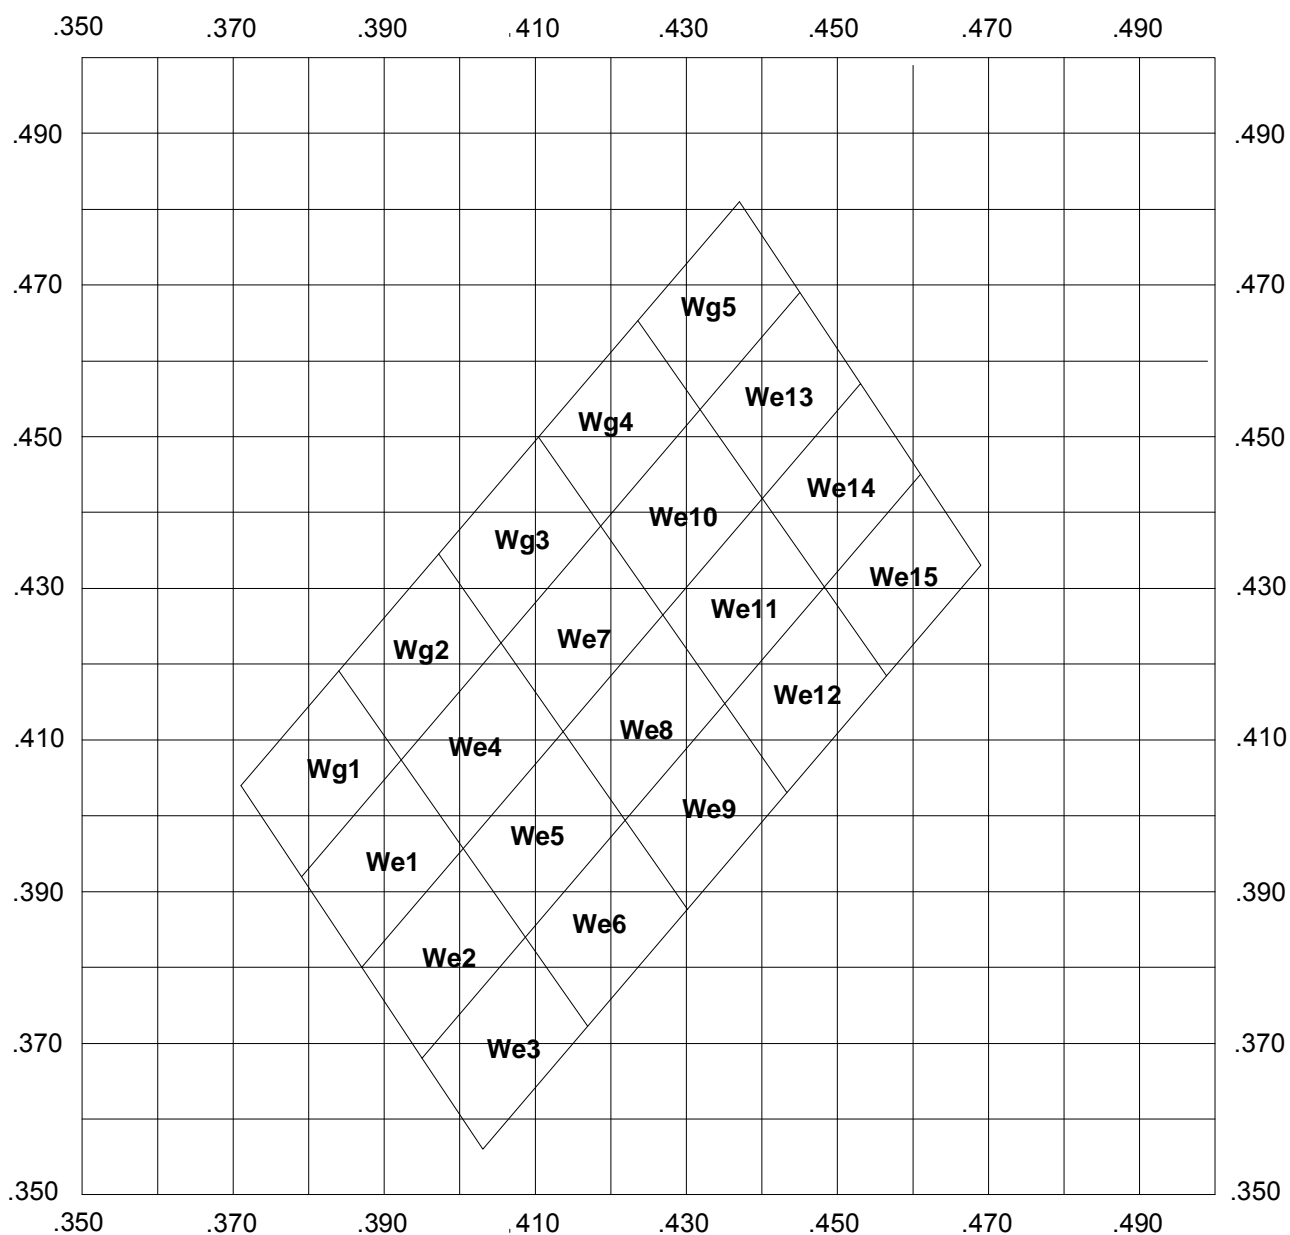 .350 .370 .390 .410 .430 .450 .470 .490
.490 .490
.470 Wg5 .470
We13
.450 Wg4 .450
We14
Wg3 We10
.430 We15 .430
We11
Wg2 We7
We12
.410 We4 We8 .410
Wg1
We9
We5
.390 We1 .390
We6
We2
.370 We3 .370
.350 .350
.350 .370 .390 .410 .430 .450 .470 .490